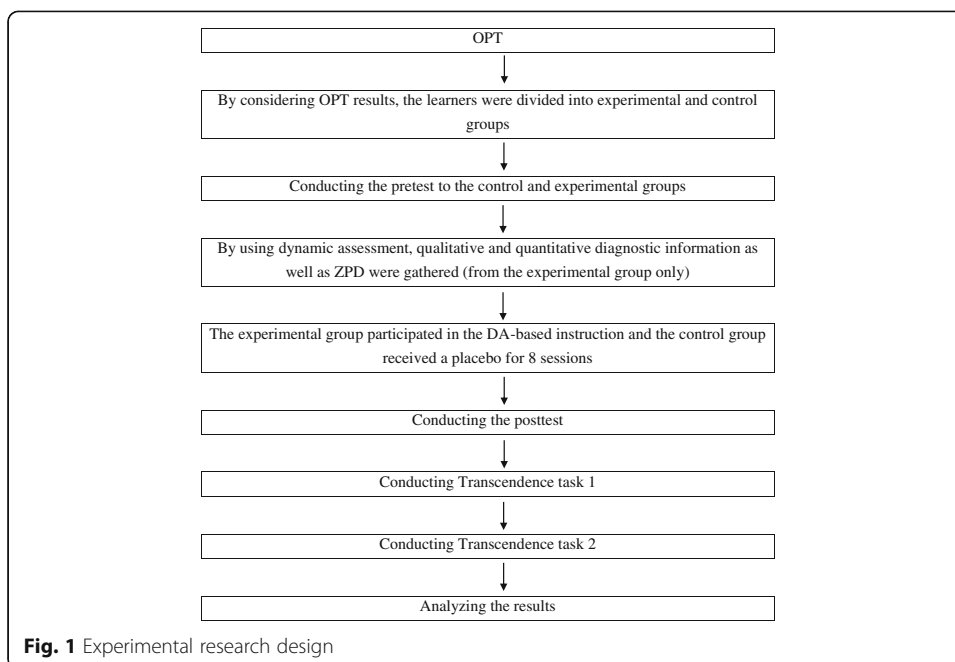 OPT
By considering OPT results, the learners were divided into experimental and control
groups
Conducting the pretest to the control and experimental groups
By using dynamic assessment, qualitative and quantitative diagnostic information as
well as ZPD were gathered (from the experimental group only)
The experimental group participated in the DA-based instruction and the control group
received a placebo for 8 sessions
Conducting the posttest
Conducting Transcendence task 1
Conducting Transcendence task 2
Analyzing the results
Fig. 1 Experimental research design